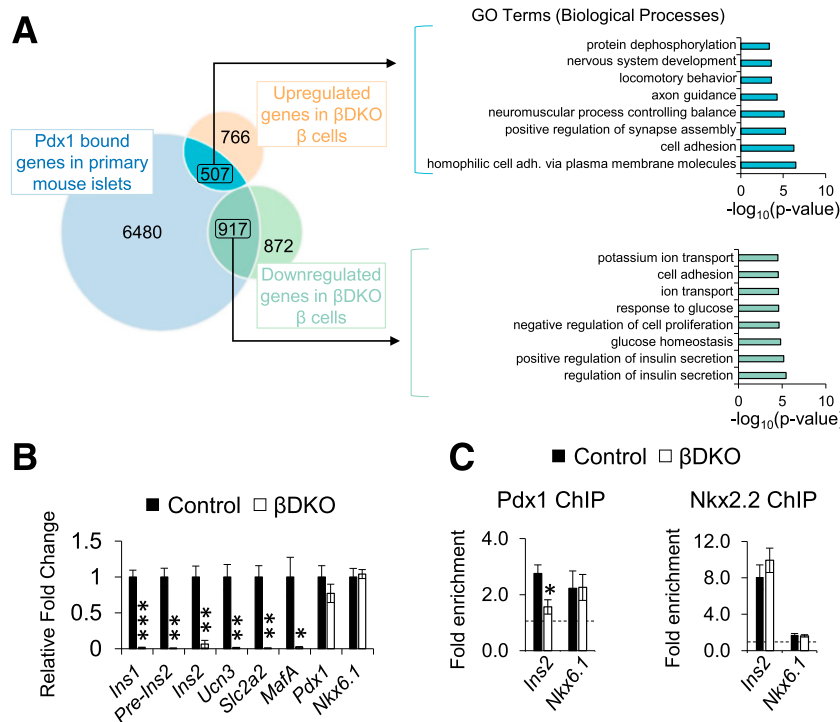 A
GO Terms (Biological Processes)
Pdx1 bound
genes in primary
mouse islets
Upregulated
genes in βDKO
β cells
766
507
6480
917
872
Downregulated
genes in βDKO
β cells
protein dephosphorylation
nervous system development
locomotory behavior
axon guidance
neuromuscular process controlling balance
positive regulation of synapse assembly
cell adhesion
homophilic cell adh. via plasma membrane molecules
0 5 10
-log10(p-value)
potassium ion transport
cell adhesion
ion transport
response to glucose
negative regulation of cell proliferation
glucose homeostasis
positive regulation of insulin secretion
regulation of insulin secretion
0 5 10
-log10(p-value)
B
Control βDKO
Relative Fold Change
1.5
1
0.5
0
*** ** ** ** ** *
Ins1 Pre-Ins2 Ins2 Ucn3 Slc2a2 MafA Pdx1 Nkx6.1
C
Control βDKO
Pdx1 ChIP
Fold enrichment
4.0
2.0
0.0
*
Ins2 Nkx6.1
Nkx2.2 ChIP
Fold enrichment
12.0
8.0
4.0
0.0
Ins2 Nkx6.1